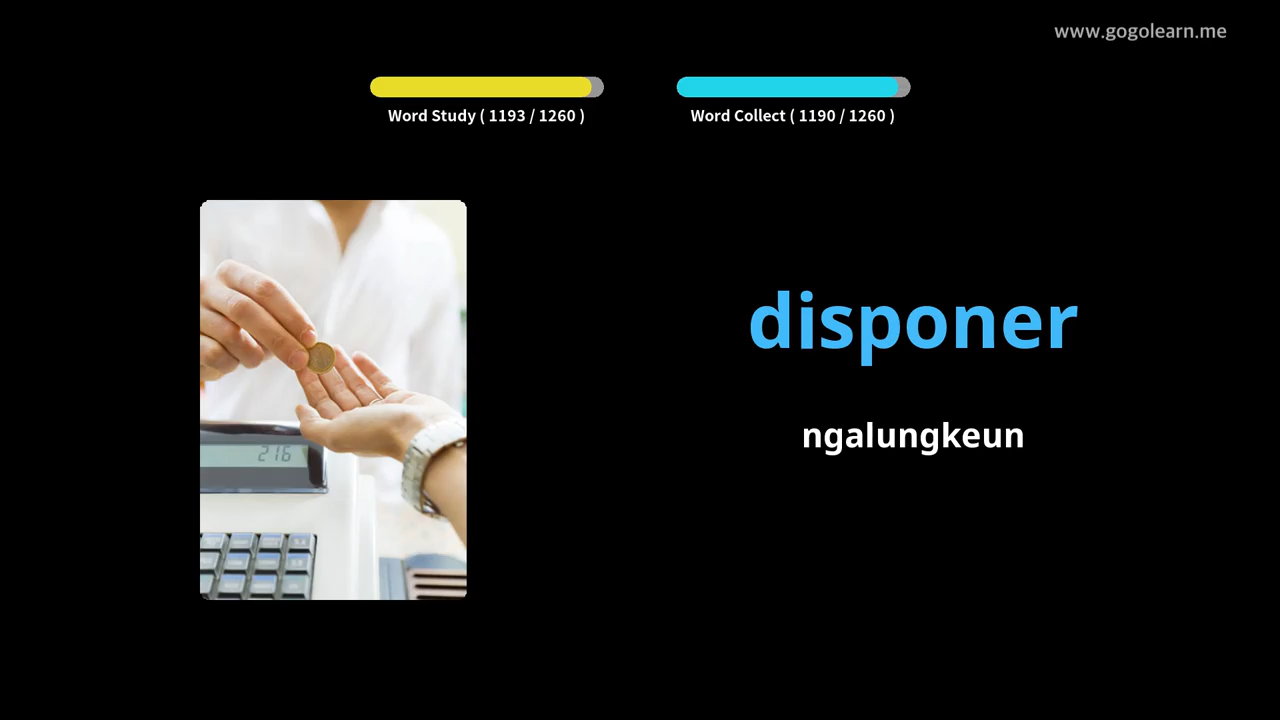 www.gogolearn.me
Word Study ( 1193 / 1260 )
Word Collect ( 1190 / 1260 )
disponer
216
ngalungkeun